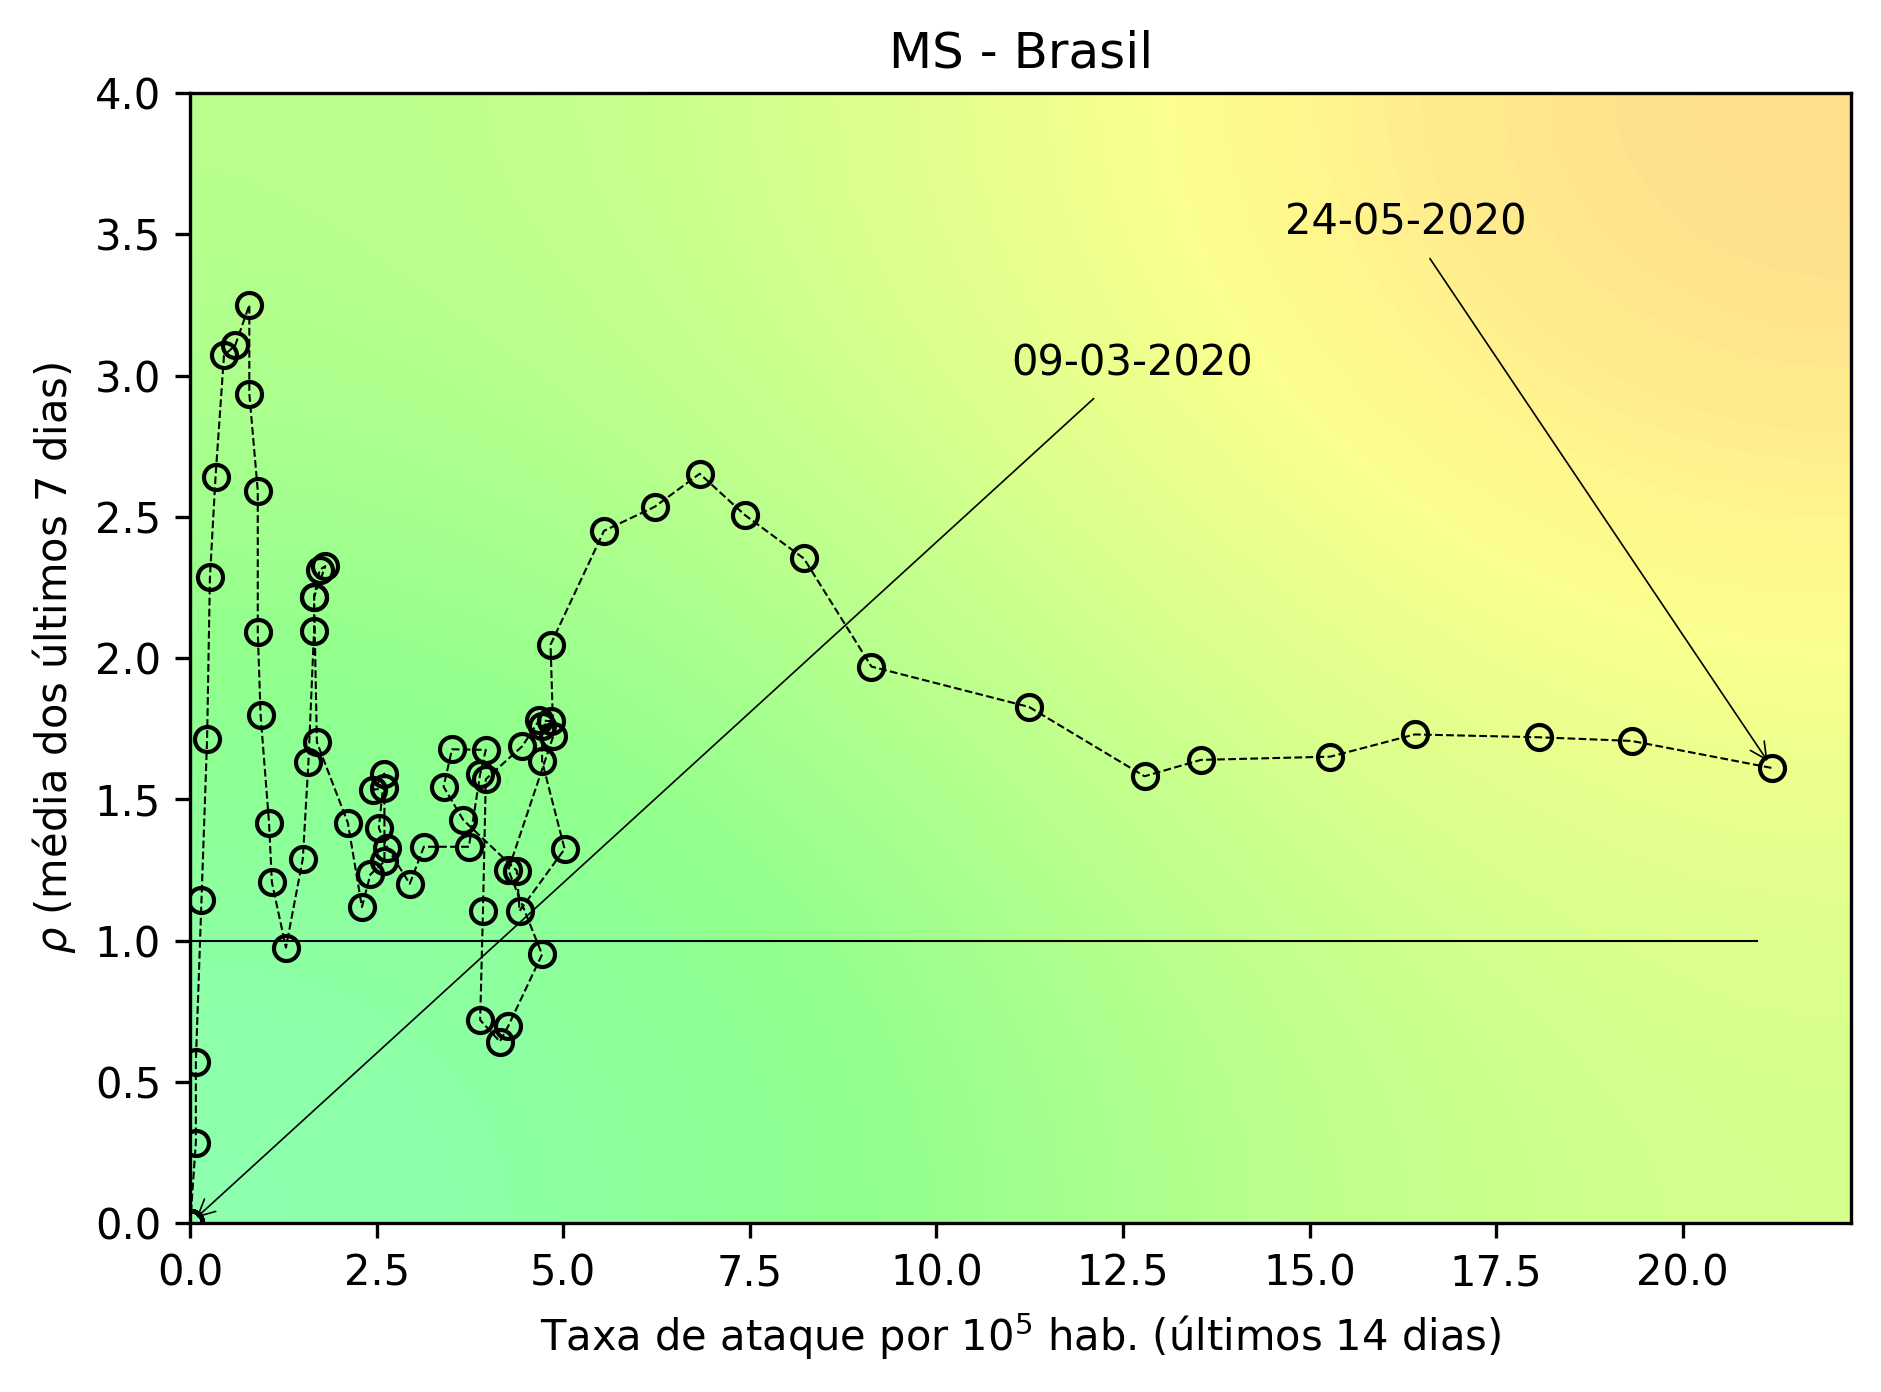 MS - Brasil
4.0
3.5
3.0
2.5
2.0
1.5
1.0
0.5
0.0
ρ (média dos últimos 7 dias)
24-05-2020
09-03-2020
0.0 2.5 5.0 7.5 10.0 12.5 15.0 17.5 20.0
Taxa de ataque por 10⁵ hab. (últimos 14 dias)